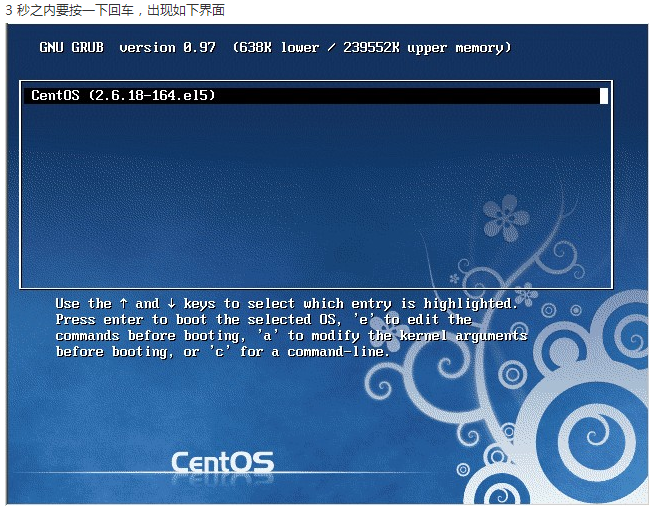 3 秒之内要按一下回车，出现如下界面
GNU GRUB version 0.97 (638K lower / 239552K upper memory)
CentOS (2.6.18-164.el5)
Use the ↑ and ↓ keys to select which entry is highlighted.
Press enter to boot the selected OS, 'e' to edit the
commands before booting, 'a' to modify the kernel arguments
before booting, or 'c' for a command-line.
CentOS